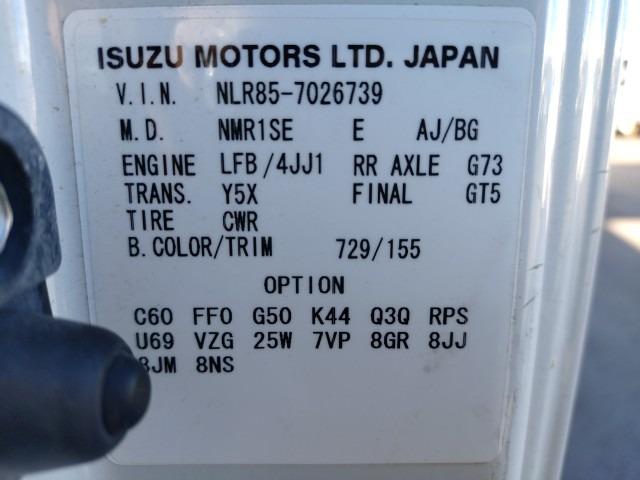 ISUZU MOTORS LTD. JAPAN
V.I.N. NLR85-7026739
M.D. NMR1SE E AJ/BG
ENGINE LFB/4JJ1 RR AXLE G73
TRANS. Y5X FINAL GT5
TIRE CWR
B.COLOR/TRIM 729/155
OPTION
C60 FF0 G50 K44 Q3Q RPS
U69 VZG 25W 7VP 8GR 8JJ
8JM 8NS